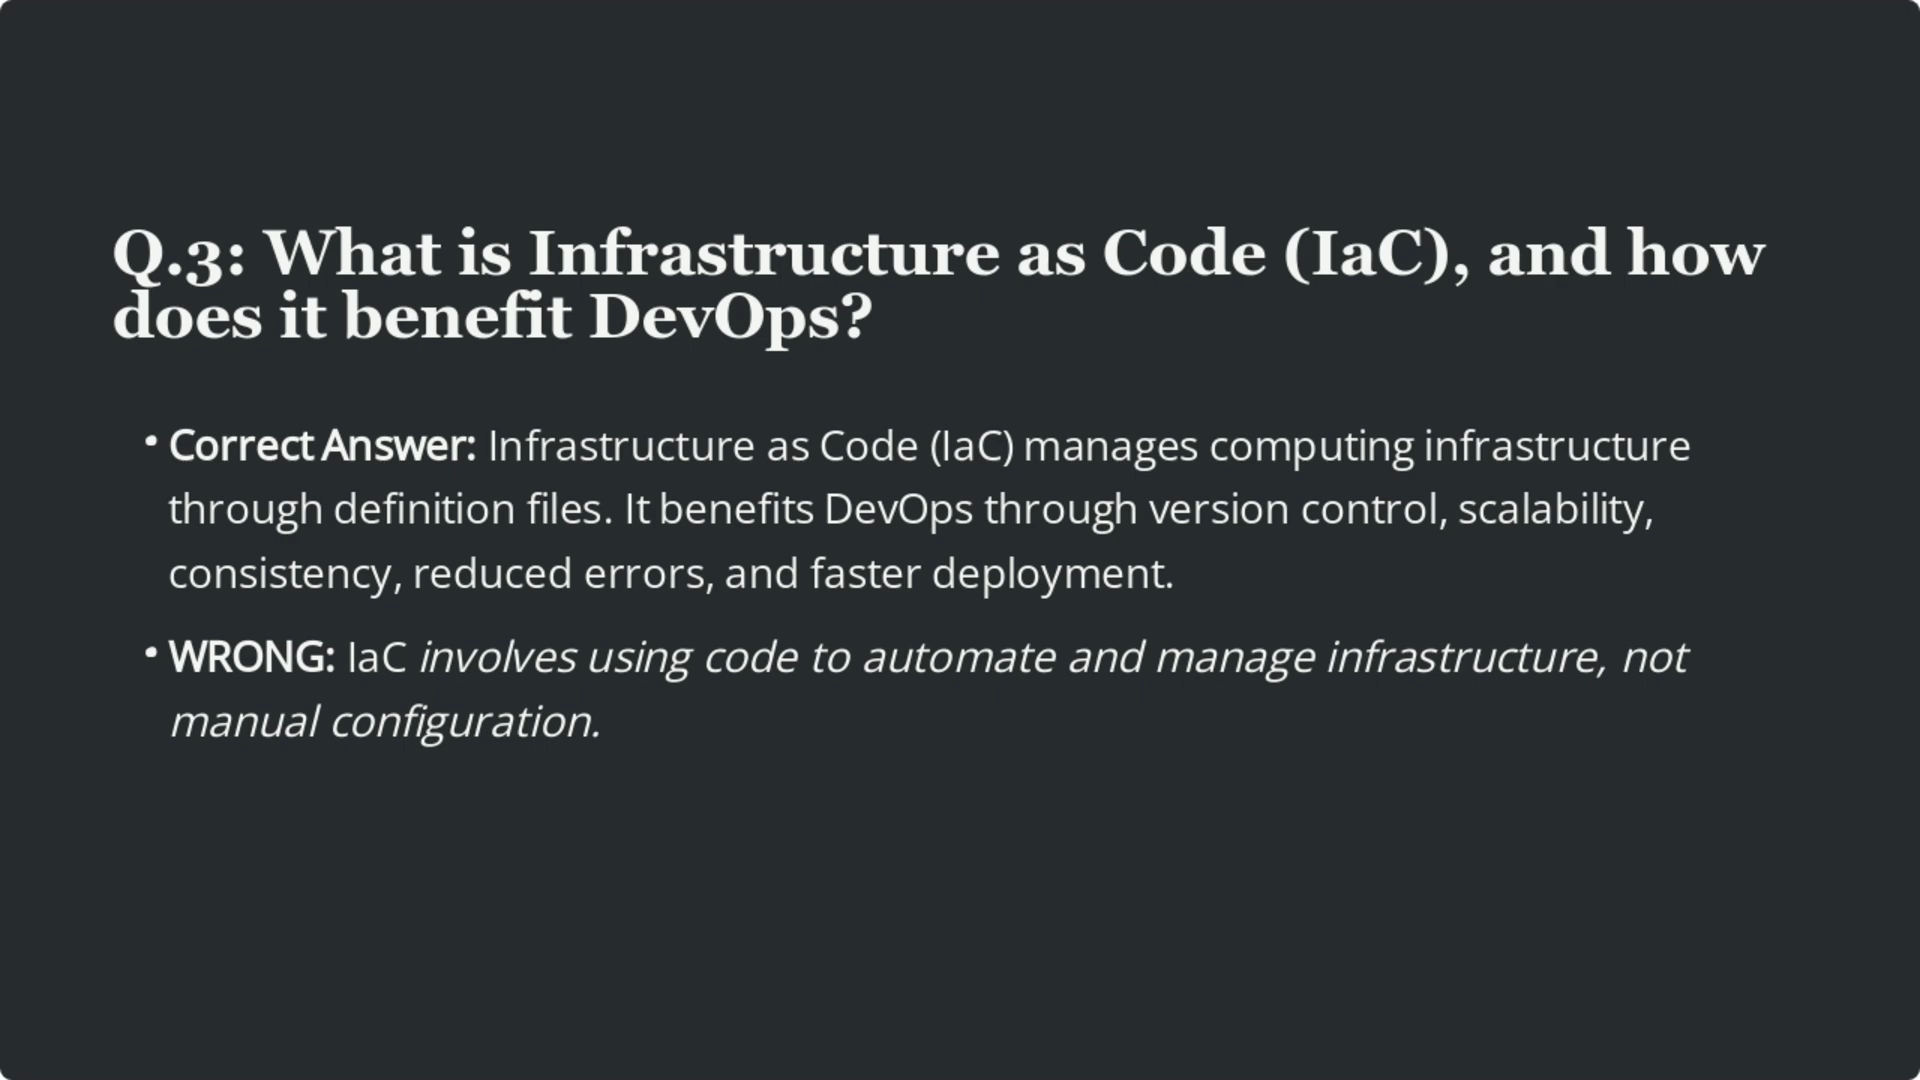 Q.3: What is Infrastructure as Code (IaC), and how
does it benefit DevOps?
• Correct Answer: Infrastructure as Code (IaC) manages computing infrastructure
through definition files. It benefits DevOps through version control, scalability,
consistency, reduced errors, and faster deployment.
• WRONG: IaC involves using code to automate and manage infrastructure, not
manual configuration.